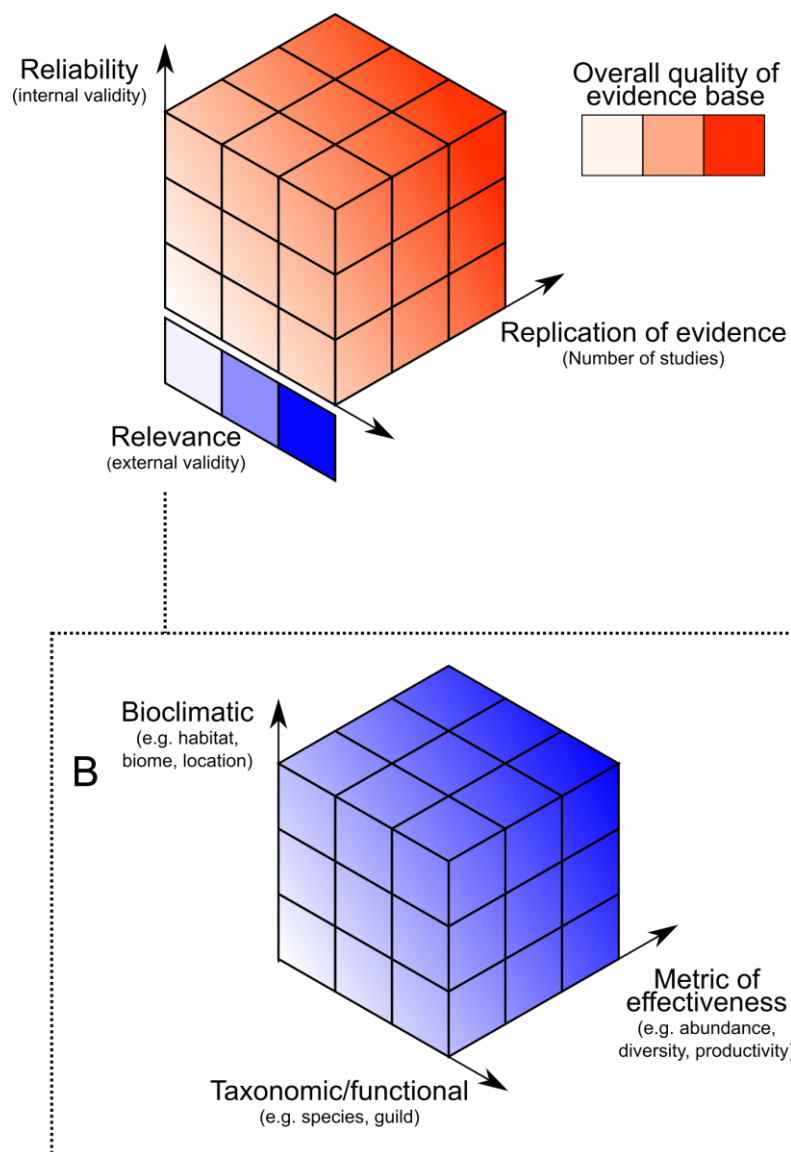 Reliability
(internal validity)
Overall quality of
evidence base
Replication of evidence
(Number of studies)
Relevance
(external validity)
B
Bioclimatic
(e.g. habitat,
biome, location)
Metric of
effectiveness
(e.g. abundance,
diversity, productivity)
Taxonomic/functional
(e.g. species, guild)